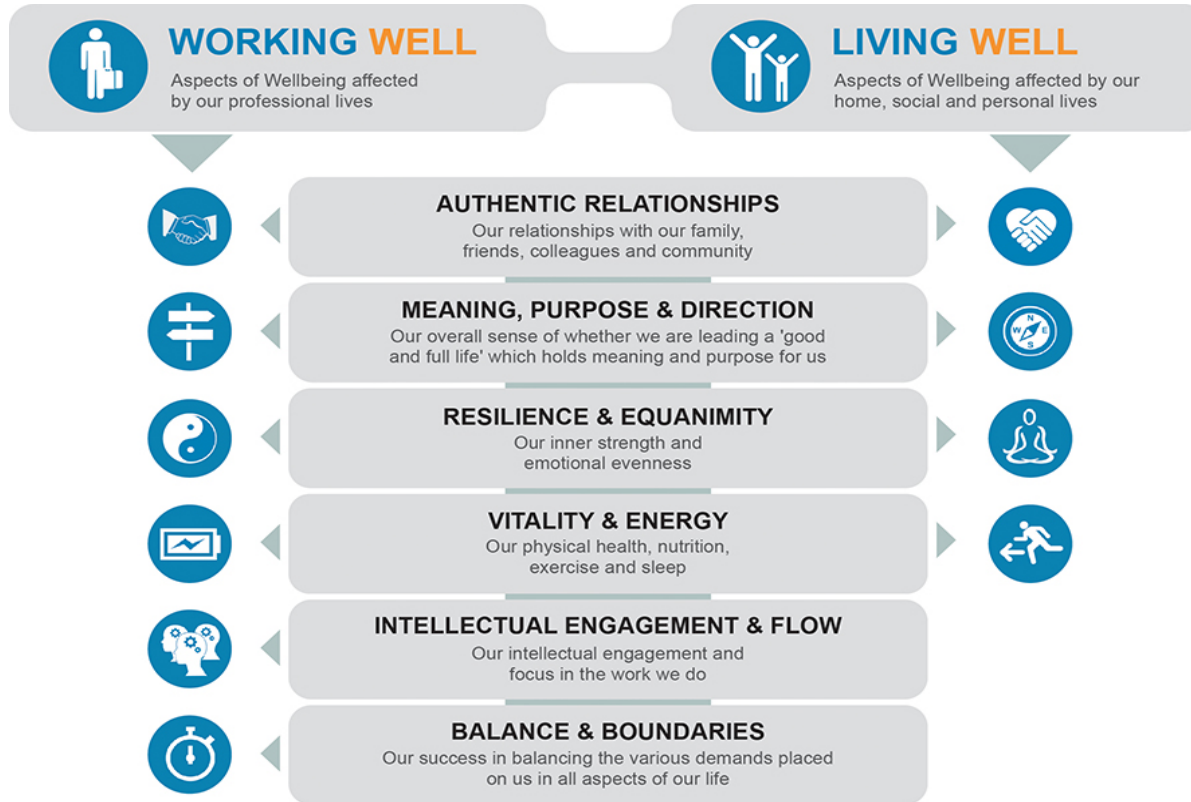 WORKING WELL
Aspects of Wellbeing affected
by our professional lives
LIVING WELL
Aspects of Wellbeing affected by our
home, social and personal lives
AUTHENTIC RELATIONSHIPS
Our relationships with our family,
friends, colleagues and community
MEANING, PURPOSE & DIRECTION
Our overall sense of whether we are leading a 'good
and full life' which holds meaning and purpose for us
N
W E
S
RESILIENCE & EQUANIMITY
Our inner strength and
emotional evenness
VITALITY & ENERGY
Our physical health, nutrition,
exercise and sleep
INTELLECTUAL ENGAGEMENT & FLOW
Our intellectual engagement and
focus in the work we do
BALANCE & BOUNDARIES
Our success in balancing the various demands placed
on us in all aspects of our life